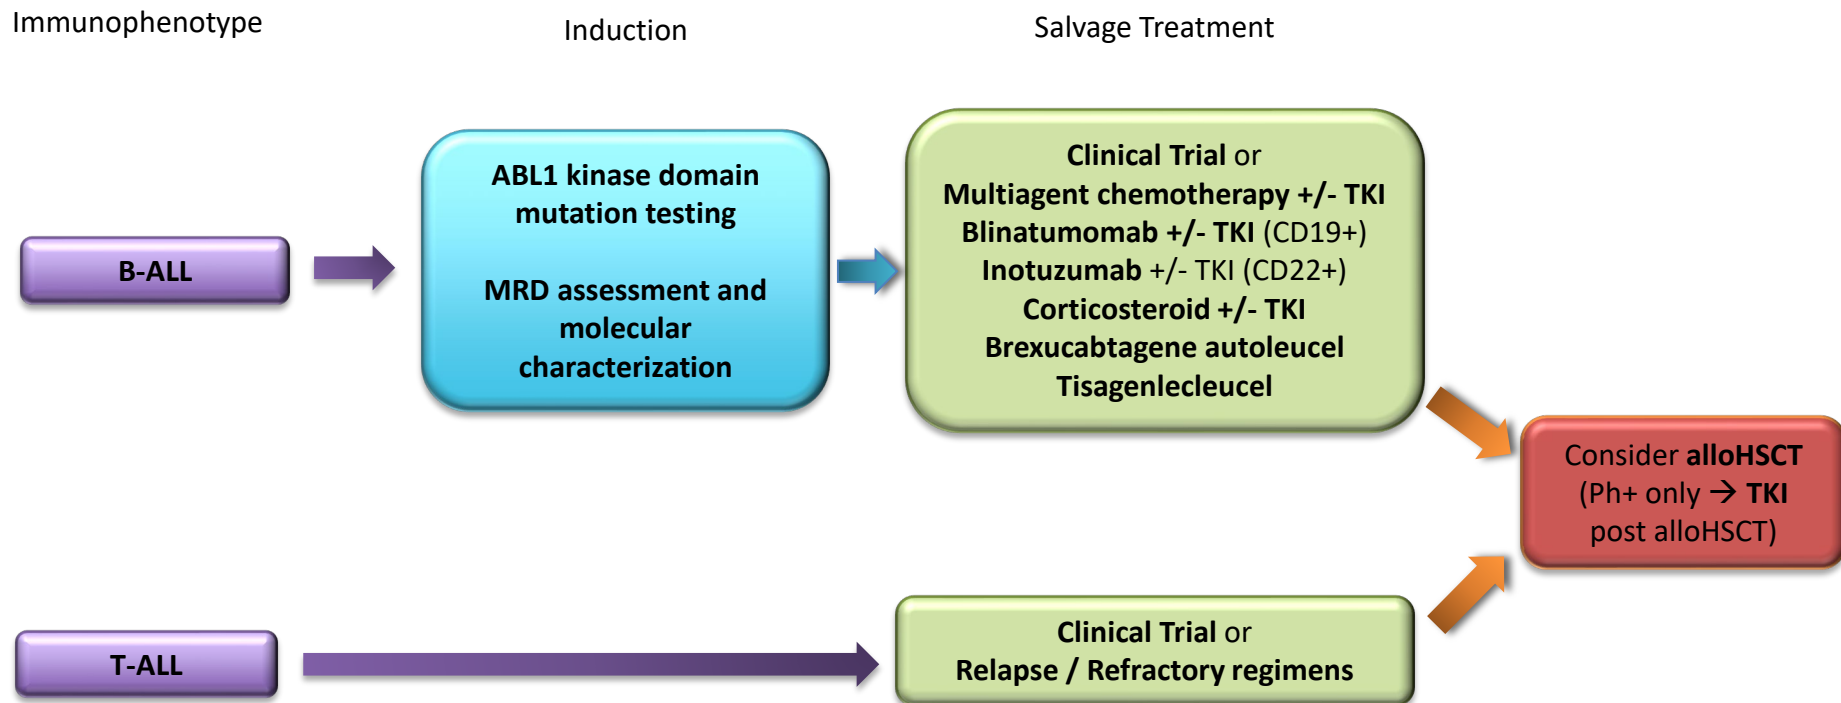 Immunophenotype
Induction
Salvage Treatment
B-ALL
ABL1 kinase domain
mutation testing
MRD assessment and
molecular
characterization
Clinical Trial or
Multiagent chemotherapy +/- TKI
Blinatumomab +/- TKI (CD19+)
Inotuzumab +/- TKI (CD22+)
Corticosteroid +/- TKI
Brexucabtagene autoleucel
Tisagenlecleucel
Consider alloHSCT
(Ph+ only → TKI
post alloHSCT)
T-ALL
Clinical Trial or
Relapse / Refractory regimens